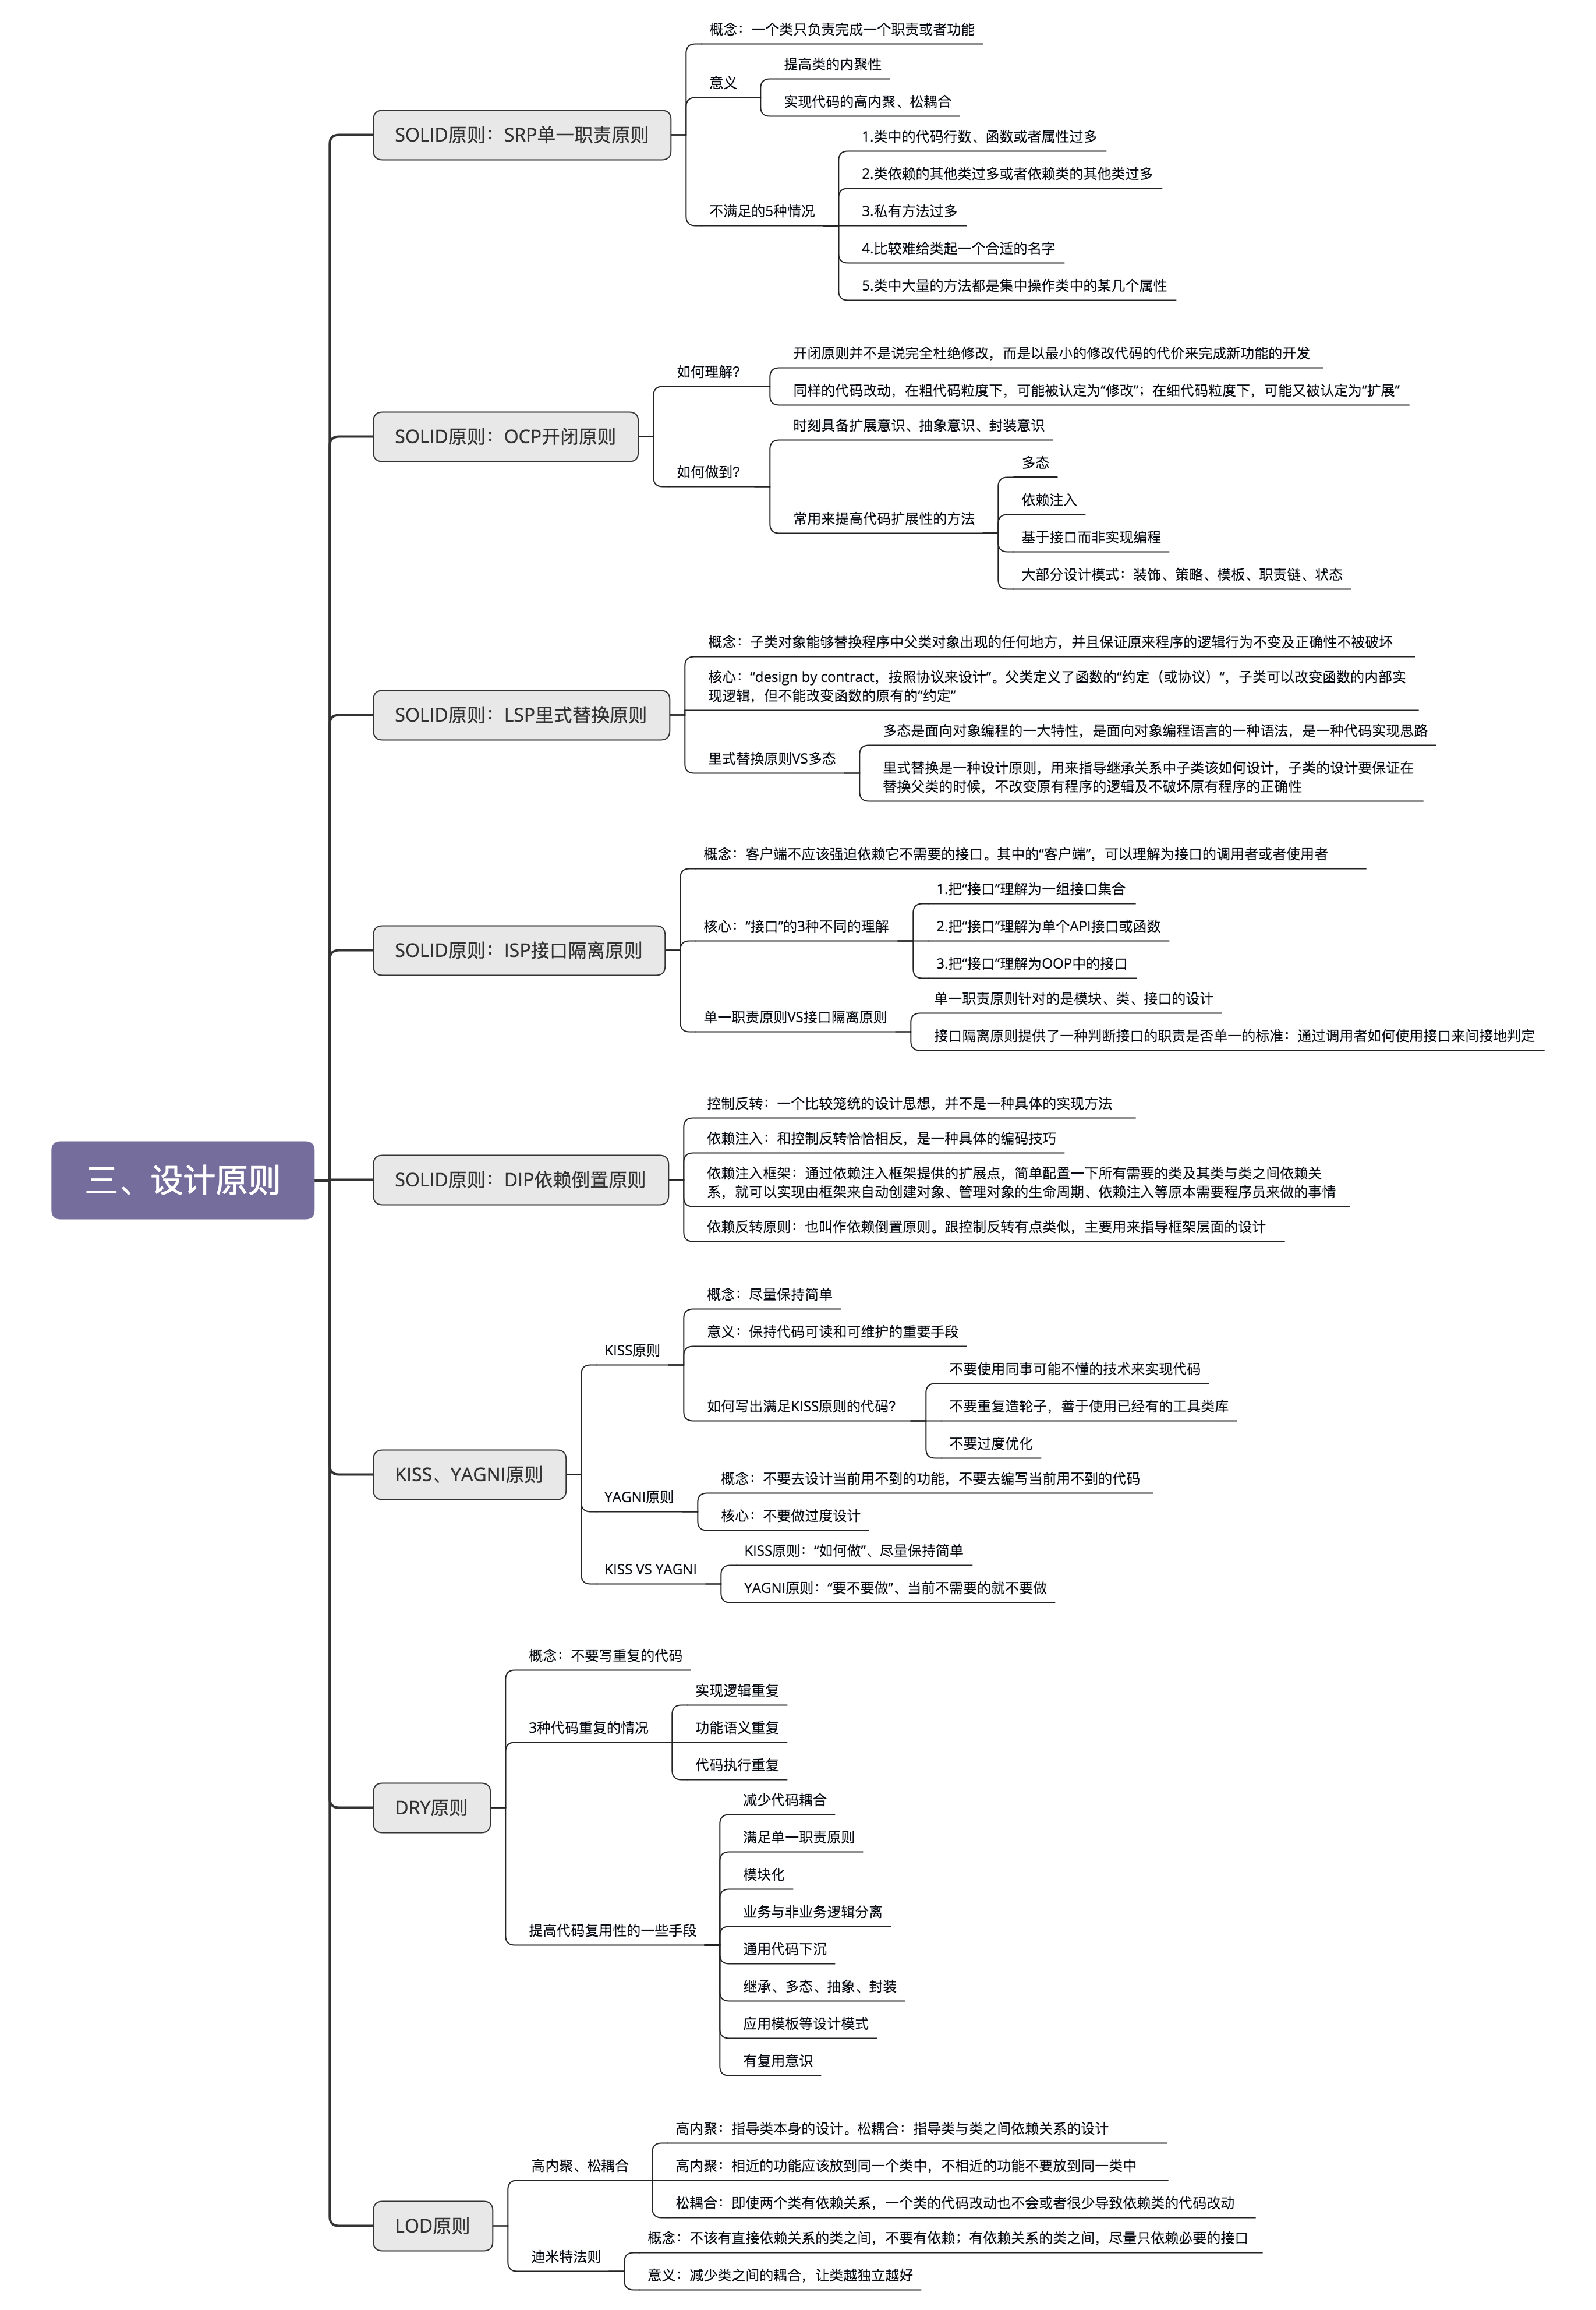 三、设计原则
SOLID原则：SRP单一职责原则
概念：一个类只负责完成一个职责或者功能
意义
提高类的内聚性
实现代码的高内聚、松耦合
不满足的5种情况
1.类中的代码行数、函数或者属性过多
2.类依赖的其他类过多或者依赖类的其他类过多
3.私有方法过多
4.比较难给类起一个合适的名字
5.类中大量的方法都是集中操作类中的某几个属性
SOLID原则：OCP开闭原则
如何理解？
开闭原则并不是说完全杜绝修改，而是以最小的修改代码的代价来完成新功能的开发
同样的代码改动，在粗代码粒度下，可能被认定为“修改”；在细代码粒度下，可能又被认定为“扩展”
如何做到？
时刻具备扩展意识、抽象意识、封装意识
常用来提高代码扩展性的方法
多态
依赖注入
基于接口而非实现编程
大部分设计模式：装饰、策略、模板、职责链、状态
SOLID原则：LSP里式替换原则
概念：子类对象能够替换程序中父类对象出现的任何地方，并且保证原来程序的逻辑行为不变及正确性不被破坏
核心：“design by contract，按照协议来设计”。父类定义了函数的“约定（或协议）“，子类可以改变函数的内部实
现逻辑，但不能改变函数的原有的“约定”
里式替换原则VS多态
多态是面向对象编程的一大特性，是面向对象编程语言的一种语法，是一种代码实现思路
里式替换是一种设计原则，用来指导继承关系中子类该如何设计，子类的设计要保证在
替换父类的时候，不改变原有程序的逻辑及不破坏原有程序的正确性
SOLID原则：ISP接口隔离原则
概念：客户端不应该强迫依赖它不需要的接口。其中的“客户端”，可以理解为接口的调用者或者使用者
核心：“接口”的3种不同的理解
1.把“接口”理解为一组接口集合
2.把“接口”理解为单个API接口或函数
3.把“接口”理解为OOP中的接口
单一职责原则VS接口隔离原则
单一职责原则针对的是模块、类、接口的设计
接口隔离原则提供了一种判断接口的职责是否单一的标准：通过调用者如何使用接口来间接地判定
SOLID原则：DIP依赖倒置原则
控制反转：一个比较笼统的设计思想，并不是一种具体的实现方法
依赖注入：和控制反转恰恰相反，是一种具体的编码技巧
依赖注入框架：通过依赖注入框架提供的扩展点，简单配置一下所有需要的类及其类与类之间依赖关
系，就可以实现由框架来自动创建对象、管理对象的生命周期、依赖注入等原本需要程序员来做的事情
依赖反转原则：也叫作依赖倒置原则。跟控制反转有点类似，主要用来指导框架层面的设计
KISS、YAGNI原则
KISS原则
概念：尽量保持简单
意义：保持代码可读和可维护的重要手段
如何写出满足KISS原则的代码？
不要使用同事可能不懂的技术来实现代码
不要重复造轮子，善于使用已经有的工具类库
不要过度优化
YAGNI原则
概念：不要去设计当前用不到的功能，不要去编写当前用不到的代码
核心：不要做过度设计
KISS VS YAGNI
KISS原则：“如何做”、尽量保持简单
YAGNI原则：“要不要做”、当前不需要的就不要做
DRY原则
概念：不要写重复的代码
3种代码重复的情况
实现逻辑重复
功能语义重复
代码执行重复
提高代码复用性的一些手段
减少代码耦合
满足单一职责原则
模块化
业务与非业务逻辑分离
通用代码下沉
继承、多态、抽象、封装
应用模板等设计模式
有复用意识
LOD原则
高内聚、松耦合
高内聚：指导类本身的设计。松耦合：指导类与类之间依赖关系的设计
高内聚：相近的功能应该放到同一个类中，不相近的功能不要放到同一类中
松耦合：即使两个类有依赖关系，一个类的代码改动也不会或者很少导致依赖类的代码改动
迪米特法则
概念：不该有直接依赖关系的类之间，不要有依赖；有依赖关系的类之间，尽量只依赖必要的接口
意义：减少类之间的耦合，让类越独立越好